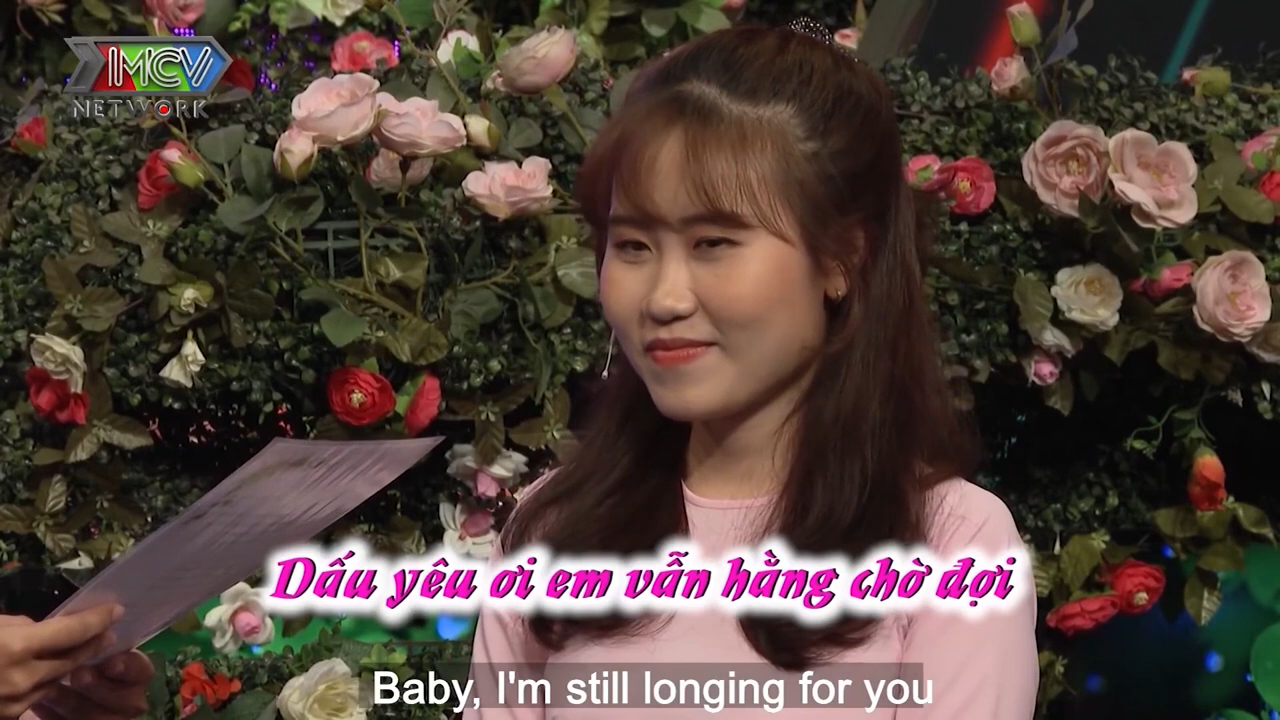 MCV
NETWORK
Dấu yêu ơi em vẫn hằng chờ đợi
Baby, I'm still longing for you